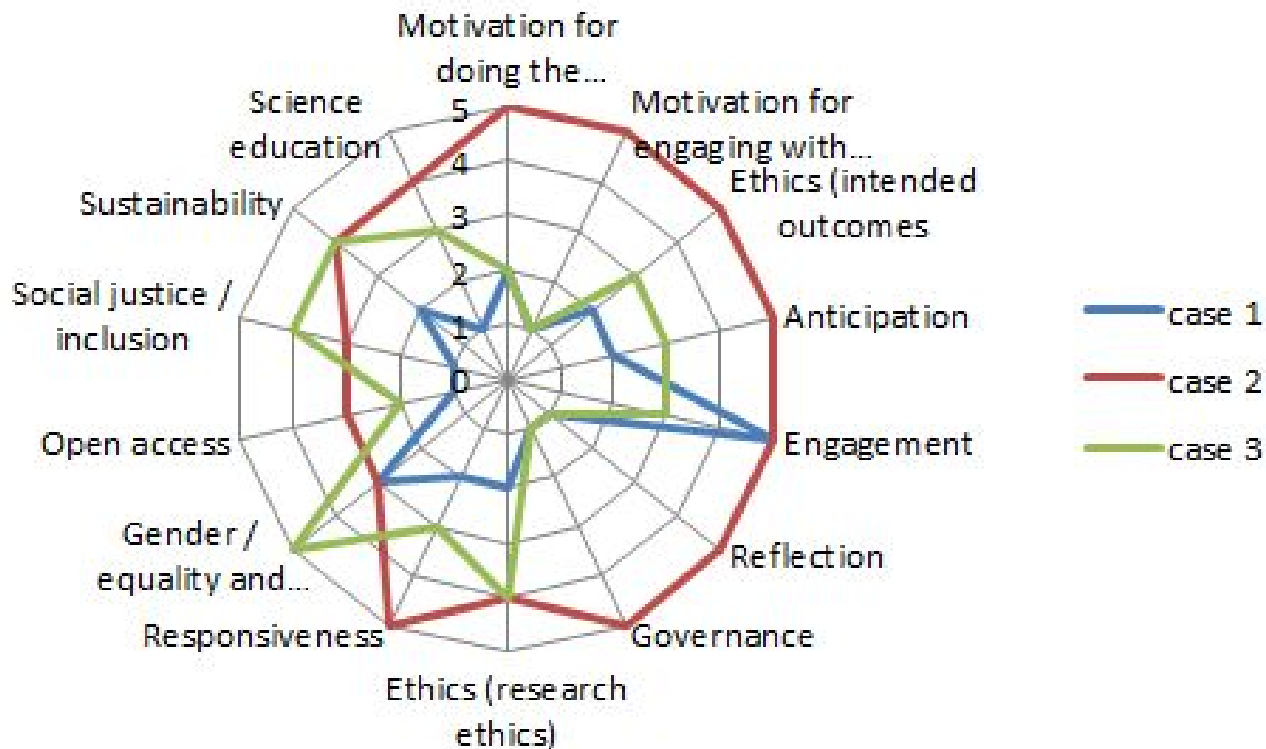 Motivation for
doing the...
Motivation for
engaging with...
Ethics (intended
outcomes
Anticipation
Engagement
Reflection
Governance
Ethics (research
ethics)
Responsiveness
Gender /
equality and...
Open access
Social justice /
inclusion
Sustainability
Science
education
5
4
3
2
1
0
case 1
case 2
case 3